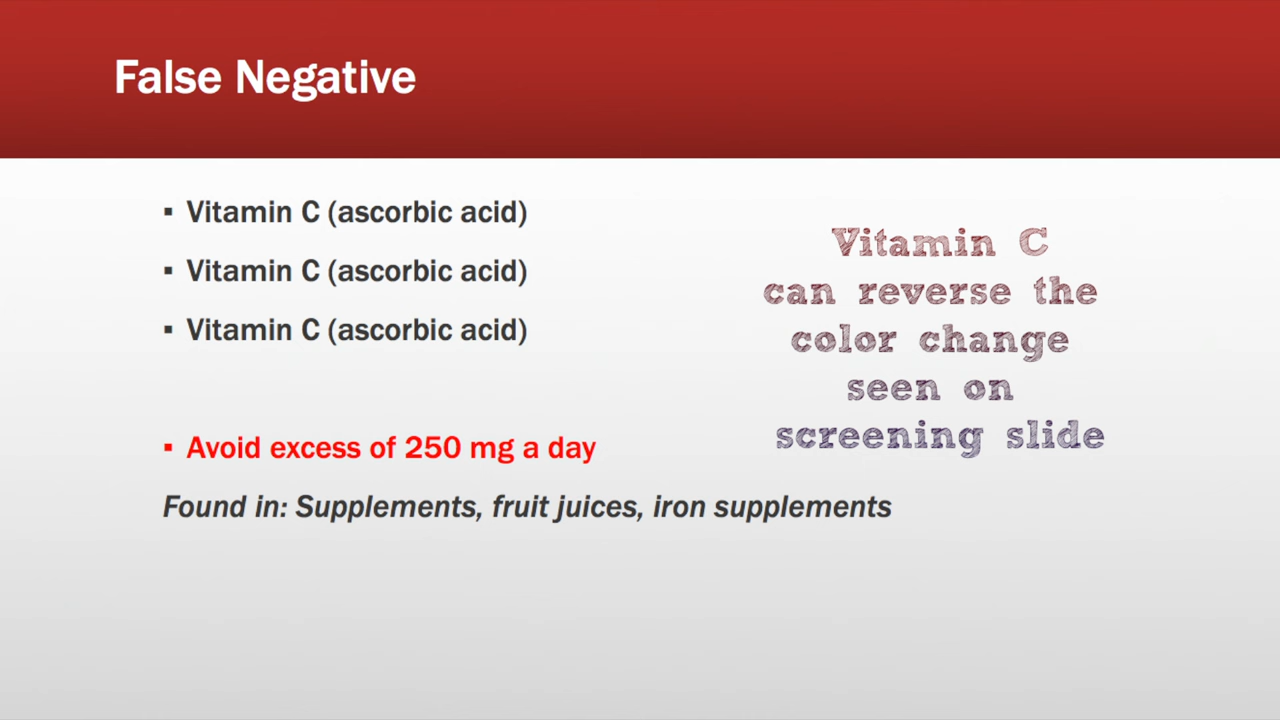 False Negative
▪ Vitamin C (ascorbic acid)
▪ Vitamin C (ascorbic acid)
▪ Vitamin C (ascorbic acid)
▪ Avoid excess of 250 mg a day
Found in: Supplements, fruit juices, iron supplements
Vitamin C
can reverse the
color change
seen on
screening slide